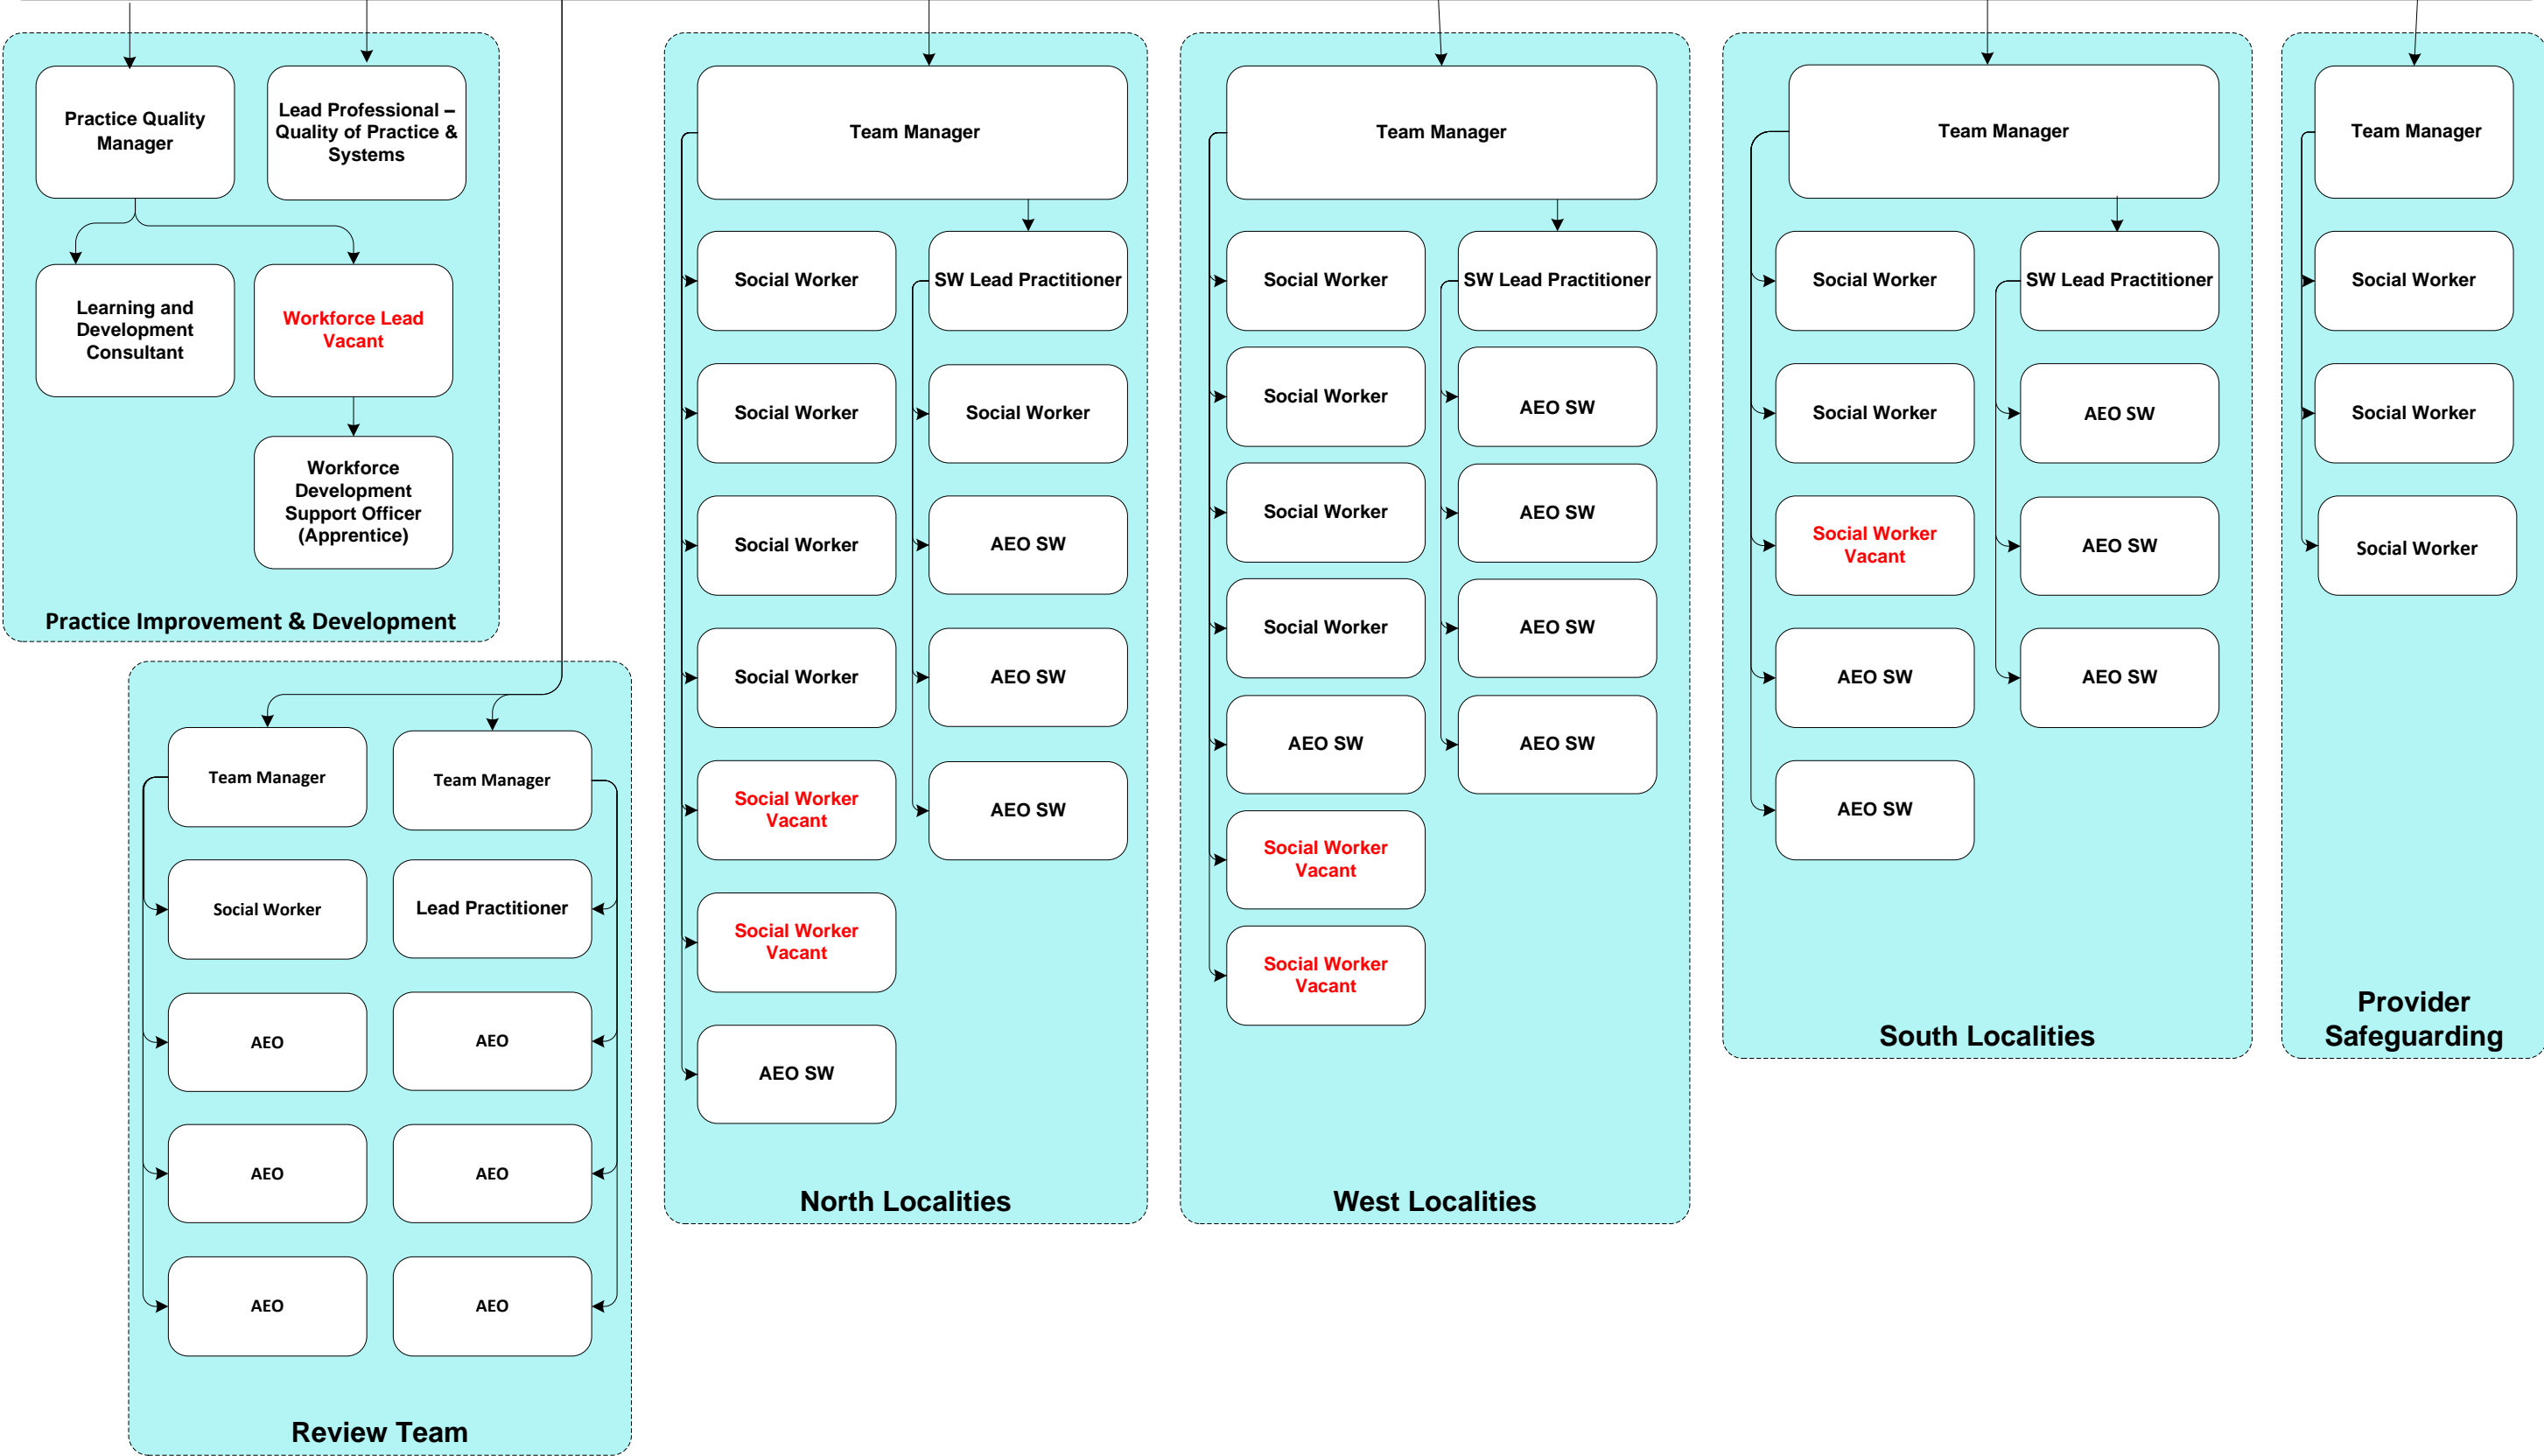 Practice Quality
Manager
Lead Professional –
Quality of Practice &
Systems
Learning and
Development
Consultant
Workforce Lead
Vacant
Workforce
Development
Support Officer
(Apprentice)
Practice Improvement & Development
Team Manager
Team Manager
Social Worker
Lead Practitioner
AEO
AEO
AEO
AEO
AEO
AEO
Review Team
Team Manager
Social Worker
SW Lead Practitioner
Social Worker
Social Worker
Social Worker
AEO SW
Social Worker
AEO SW
Social Worker
Vacant
AEO SW
Social Worker
Vacant
AEO SW
North Localities
Team Manager
Social Worker
SW Lead Practitioner
Social Worker
AEO SW
Social Worker
AEO SW
Social Worker
AEO SW
AEO SW
AEO SW
Social Worker
Vacant
Social Worker
Vacant
West Localities
Team Manager
Social Worker
SW Lead Practitioner
Social Worker
AEO SW
Social Worker
Vacant
AEO SW
AEO SW
AEO SW
AEO SW
South Localities
Team Manager
Social Worker
Social Worker
Social Worker
Provider
Safeguarding